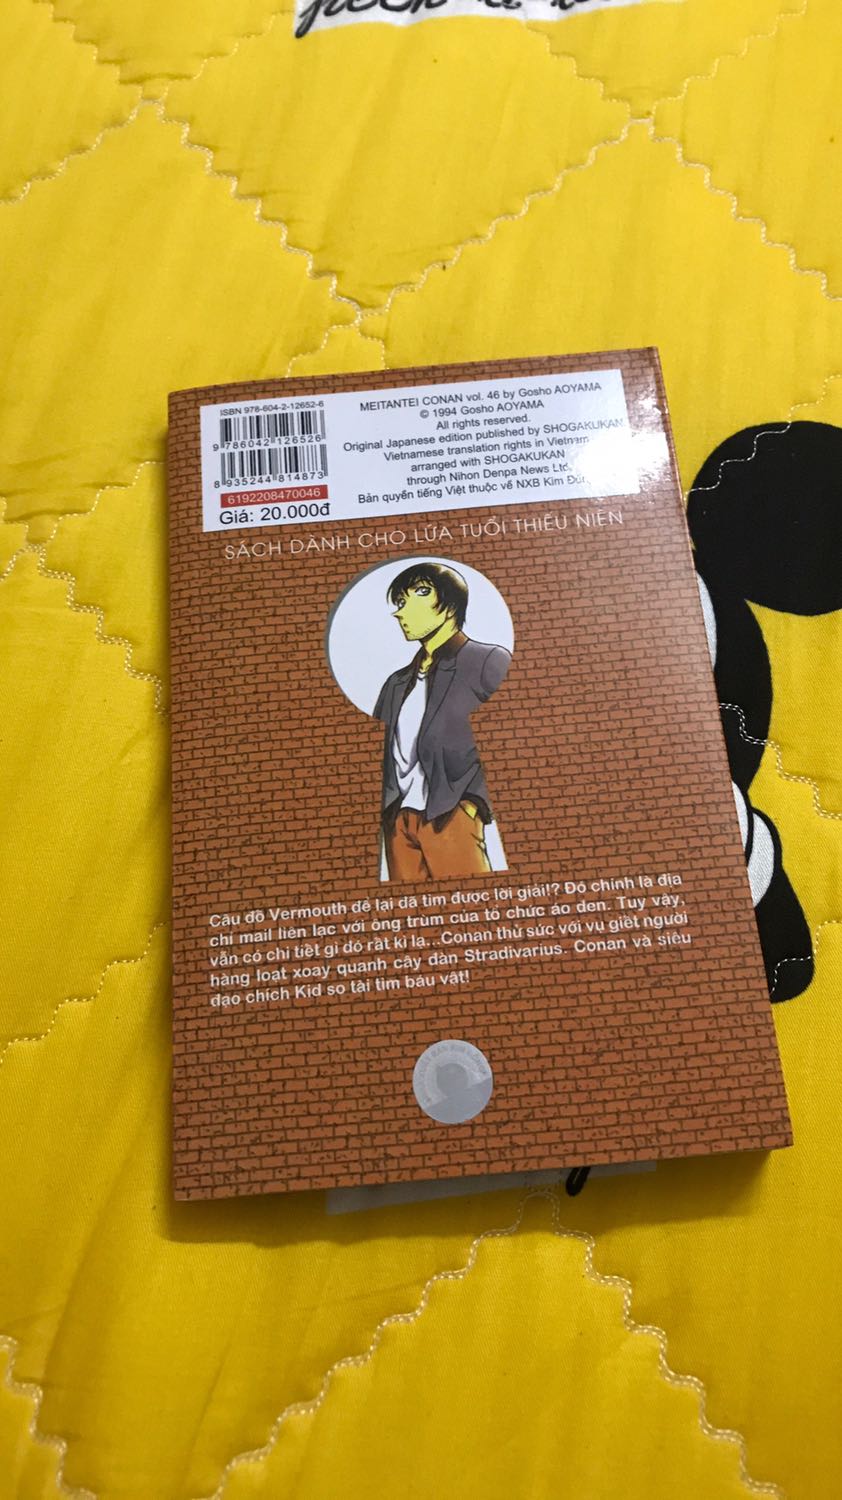 ISBN 978-604-2-12652-6
9 786042 126526
8 935244 814873
6192208470046
Giá: 20.000đ
MEITANTEI CONAN vol. 46 by Gosho AOYAMA
© 1994 Gosho AOYAMA
All rights reserved.
Original Japanese edition published by SHOGAKUKAN
Vietnamese translation rights in Vietnam
arranged with SHOGAKUKAN
through Nihon Denpa News Ltd.
Bản quyền tiếng Việt thuộc về NXB Kim
SÁCH DÀNH CHO LỨA TUỔI THIẾU NIÊN
Câu đố Vermouth để lại đã tìm được lời giải!? Đó chính là địa
chỉ mail liên lạc với ông trùm của tổ chức áo đen. Tuy vậy,
vẫn có chi tiết gì đó rất kì lạ...Conan thử sức với vụ giết người
hàng loạt xoay quanh cây đàn Stradivarius. Conan và siêu
đạo chích Kid so tài tìm báu vật!